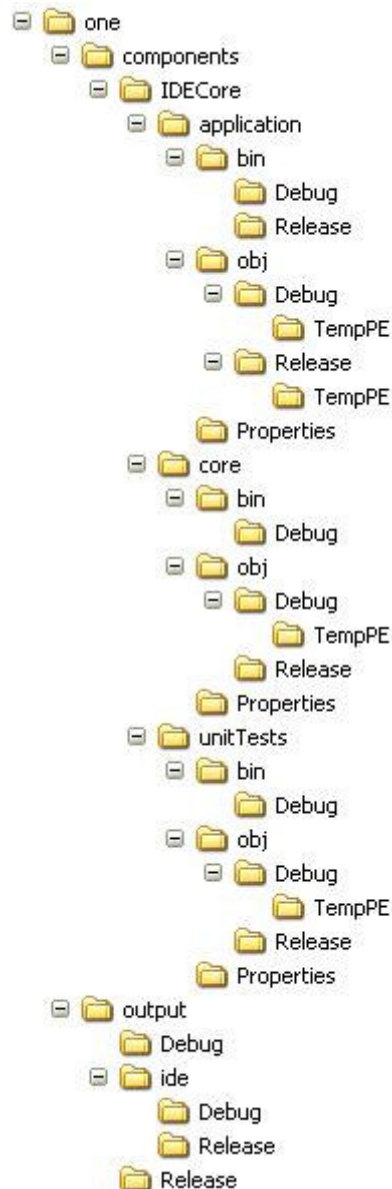 one
components
IDECore
application
bin
Debug
Release
obj
Debug
TempPE
Release
TempPE
Properties
core
bin
Debug
obj
Debug
TempPE
Release
Properties
unitTests
bin
Debug
obj
Debug
TempPE
Release
Properties
output
Debug
ide
Debug
Release
Release